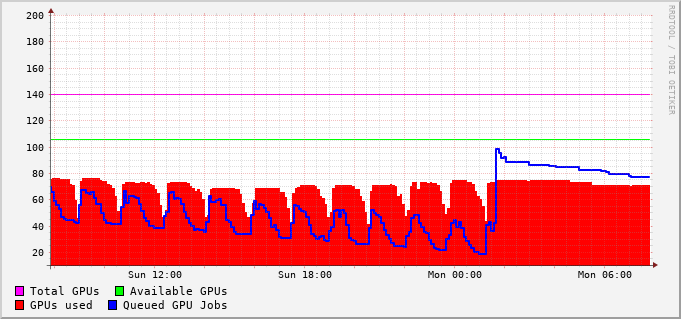 RRDTOOL / TOBI OETIKER
200
180
160
140
120
100
80
60
40
20
Sun 12:00 Sun 18:00 Mon 00:00 Mon 06:00
Total GPUs Available GPUs
GPUs used Queued GPU Jobs